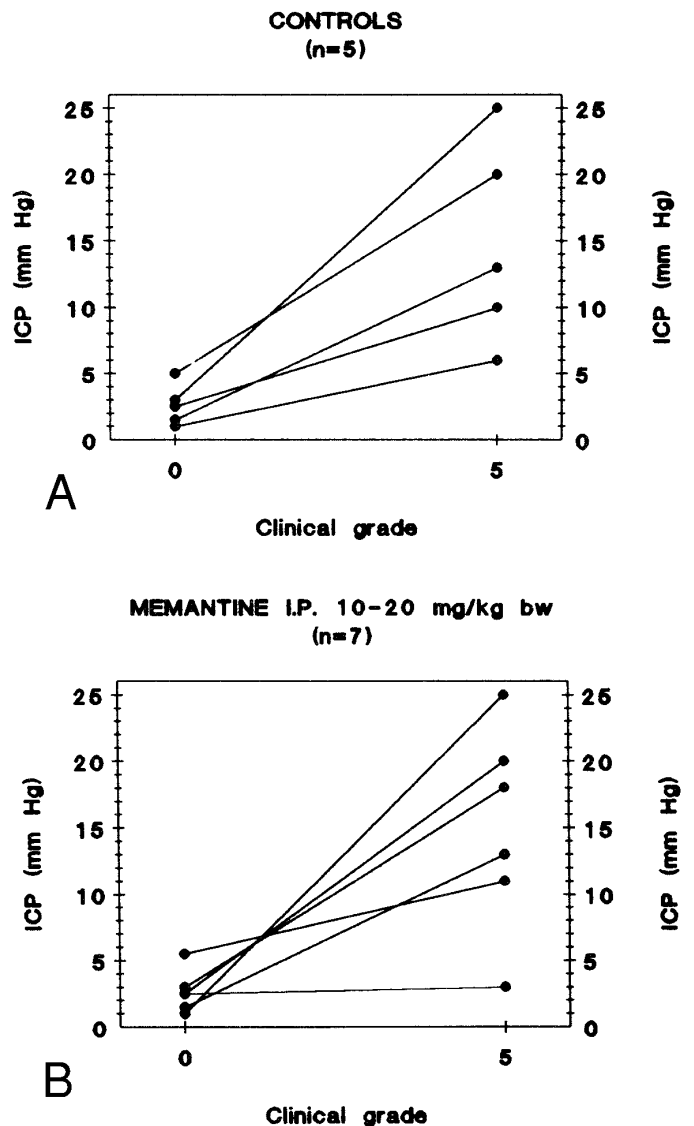 CONTROLS
(n=5)
25 25
20 20
15 15
10 10
5 5
0 0
ICP (mm Hg)
ICP (mm Hg)
0 5
A
Clinical grade
MEMANTINE I.P. 10-20 mg/kg bw
(n=7)
25 25
20 20
15 15
10 10
5 5
0 0
ICP (mm Hg)
ICP (mm Hg)
0 5
B
Clinical grade